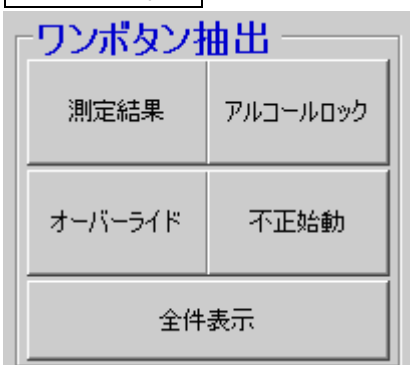 ワンボタン抽出
測定結果 アルコールロック
オーバーライド 不正始動
全件表示